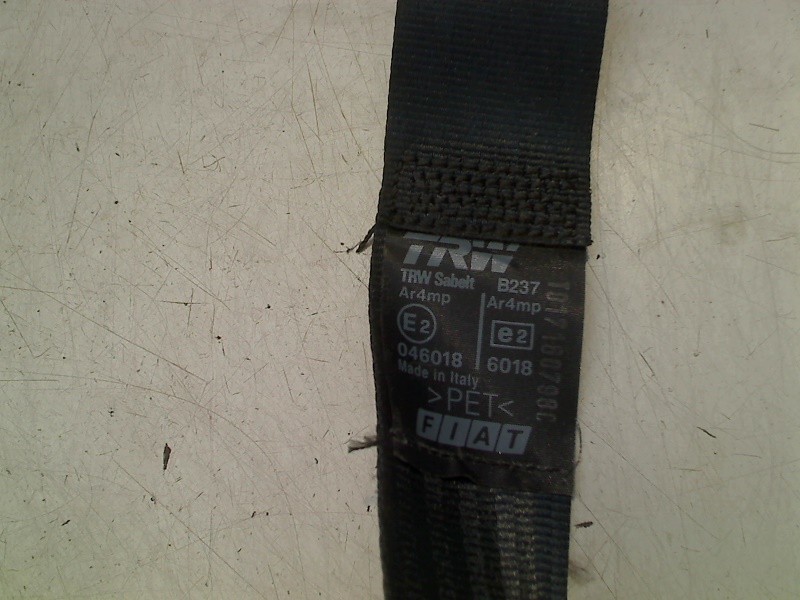 TRW
TRW Sabelt B237
Ar4mp Ar4mp
E2 e2
046018 6018
Made in Italy
>PET<
FIAT